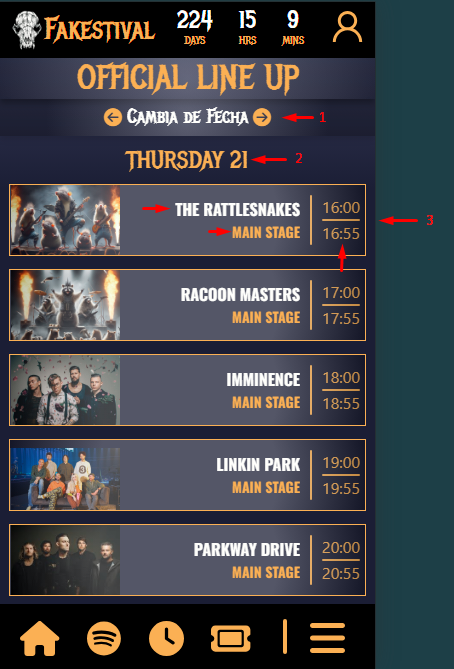 FAKESTIVAL
224 15 9
DAYS HRS MINS
OFFICIAL LINE UP
CAMBIA DE FECHA
1
THURSDAY 21
2
THE RATTLESNAKES
MAIN STAGE
16:00
16:55
3
RACOON MASTERS
MAIN STAGE
17:00
17:55
IMMINENCE
MAIN STAGE
18:00
18:55
LINKIN PARK
MAIN STAGE
19:00
19:55
PARKWAY DRIVE
MAIN STAGE
20:00
20:55